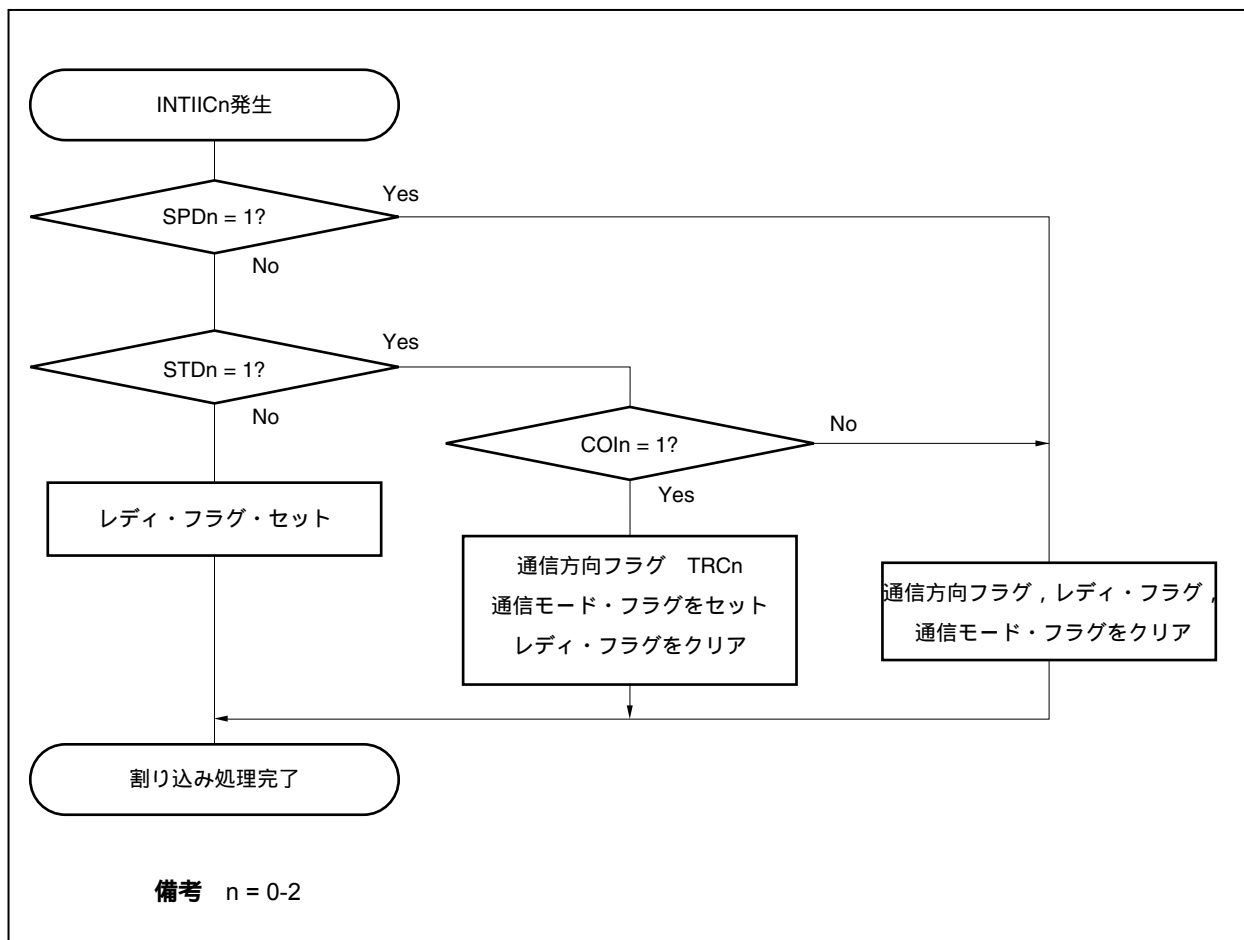 INTIICn発生
SPDn = 1?
Yes
No
STDn = 1?
Yes
No
COIn = 1?
No
Yes
レディ・フラグ・セット
通信方向フラグ　TRCn
通信モード・フラグをセット
レディ・フラグをクリア
通信方向フラグ，レディ・フラグ，
通信モード・フラグをクリア
割り込み処理完了
備考　n = 0-2